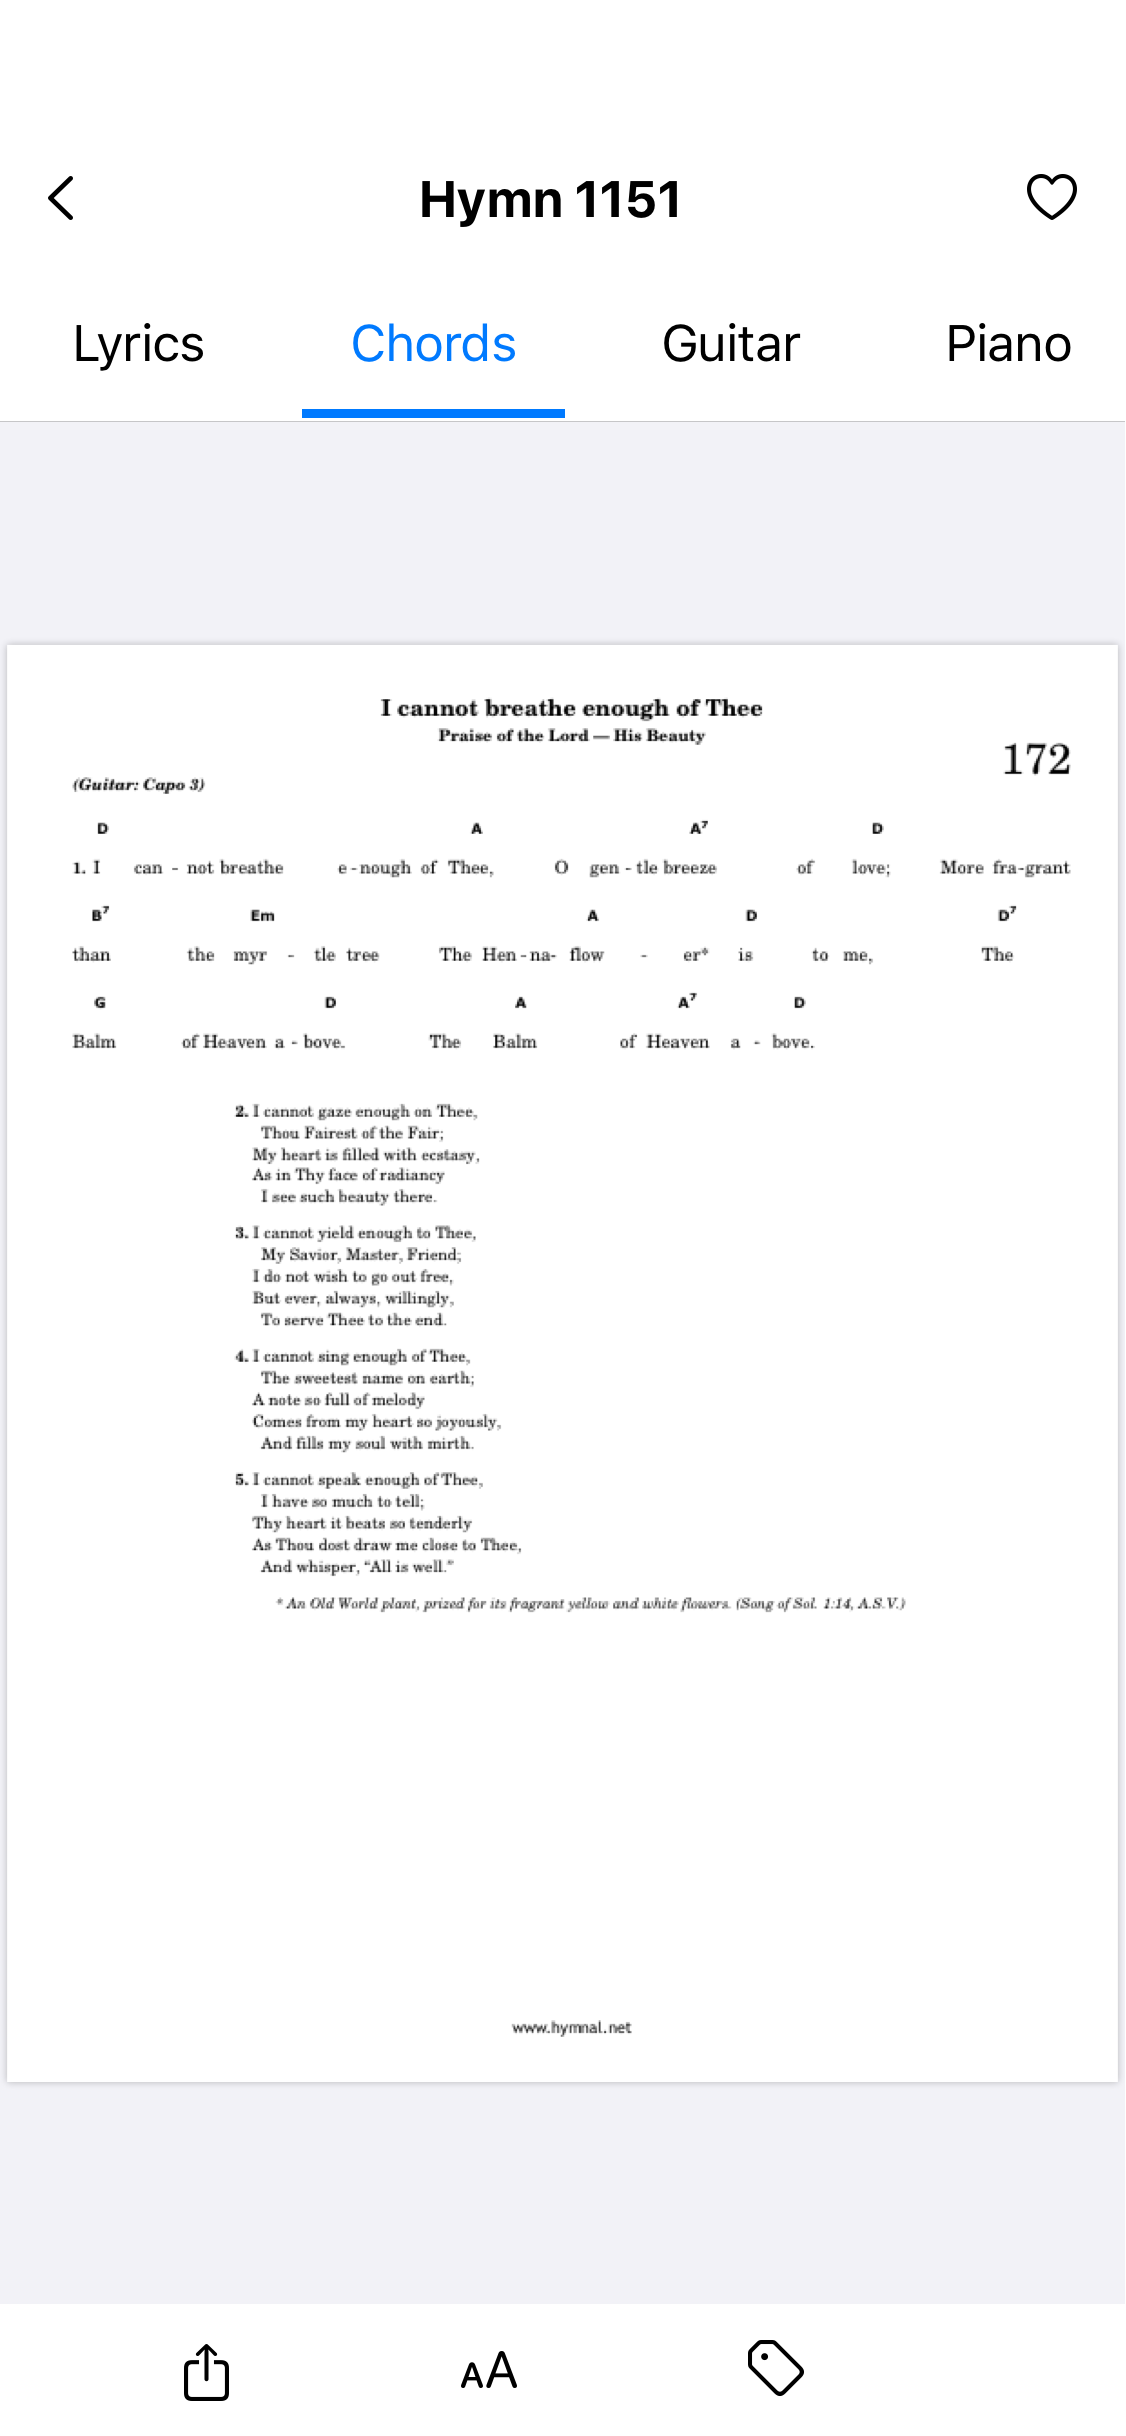 Hymn 1151
Lyrics Chords Guitar Piano
I cannot breathe enough of Thee
Praise of the Lord — His Beauty
172
(Guitar: Capo 3)
D A A7 D
1. I can - not breathe e - nough of Thee, O gen - tle breeze of love; More fra-grant
B7 Em A D D7
than the myr - tle tree The Hen - na- flow - er* is to me, The
G D A A7 D
Balm of Heaven a - bove. The Balm of Heaven a - bove.
2. I cannot gaze enough on Thee,
Thou Fairest of the Fair;
My heart is filled with ecstasy,
As in Thy face of radiancy
I see such beauty there.
3. I cannot yield enough to Thee,
My Savior, Master, Friend;
I do not wish to go out free,
But ever, always, willingly,
To serve Thee to the end.
4. I cannot sing enough of Thee,
The sweetest name on earth;
A note so full of melody
Comes from my heart so joyously,
And fills my soul with mirth.
5. I cannot speak enough of Thee,
I have so much to tell;
Thy heart it beats so tenderly
As Thou dost draw me close to Thee,
And whisper, “All is well.”
* An Old World plant, prized for its fragrant yellow and white flowers. (Song of Sol. 1:14, A.S.V.)
www.hymnal.net
AA